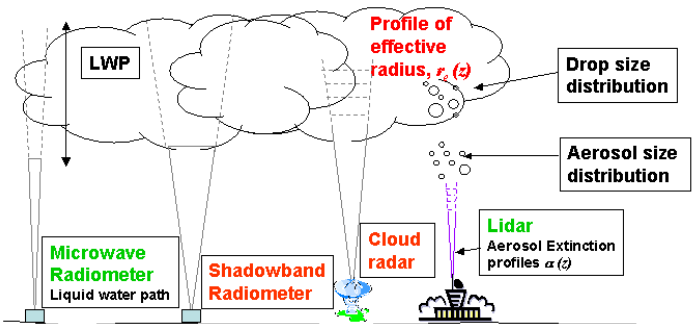 LWP
Profile of
effective
radius, r_e (z)
Drop size
distribution
Aerosol size
distribution
Microwave
Radiometer
Liquid water path
Shadowband
Radiometer
Cloud
radar
Lidar
Aerosol Extinction
profiles α (z)